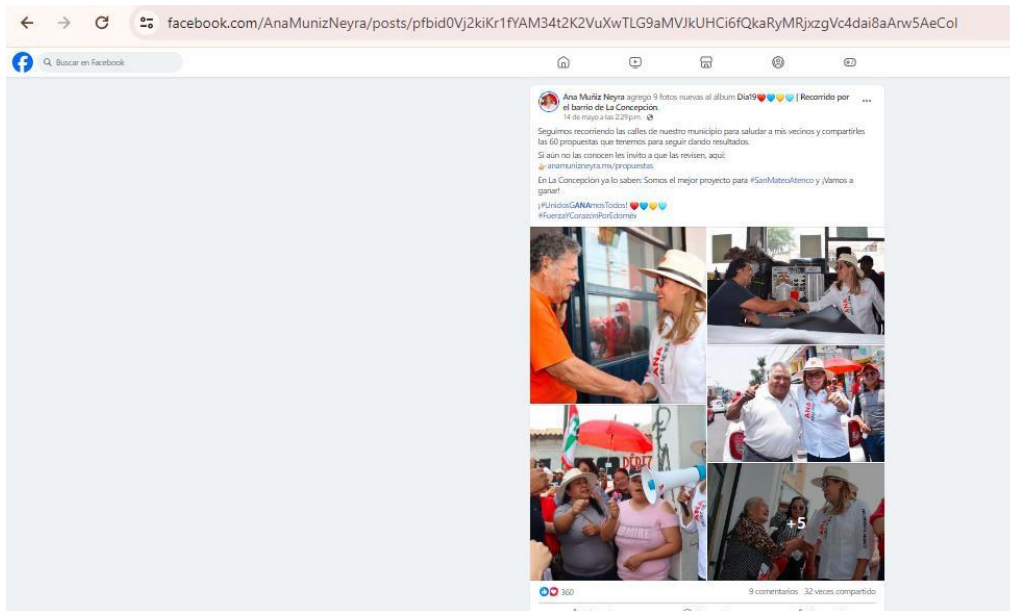 facebook.com/AnaMunizNeyra/posts/pfbid0Vj2kiKr1fYAM34t2K2VuXwTLG9aMVJkUHCi6fQkaRyMRjxzgVc4dai8aArw5AeCol
Buscar en Facebook
Ana Muñiz Neyra agregó 9 fotos nuevas al álbum Día19❤️💙💛🩵 | Recorrido por
el barrio de La Concepción.
14 de mayo a las 2:29 p.m.
Seguimos recorriendo las calles de nuestro municipio para saludar a mis vecinos y compartirles
las 60 propuestas que tenemos para seguir dando resultados.
Si aún no las conocen les invito a que las revisen, aquí:
👉 anamunizneyra.mx/propuestas
En La Concepción ya lo saben: Somos el mejor proyecto para #SanMateoAtenco y ¡Vamos a
ganar!
¡#UnidosGANAmosTodos! ❤️💙💛🩵
#FuerzaYCorazónPorEdoméx
ANA
ANA
ANA
PÉREZ
+5
360
9 comentarios 32 veces compartido